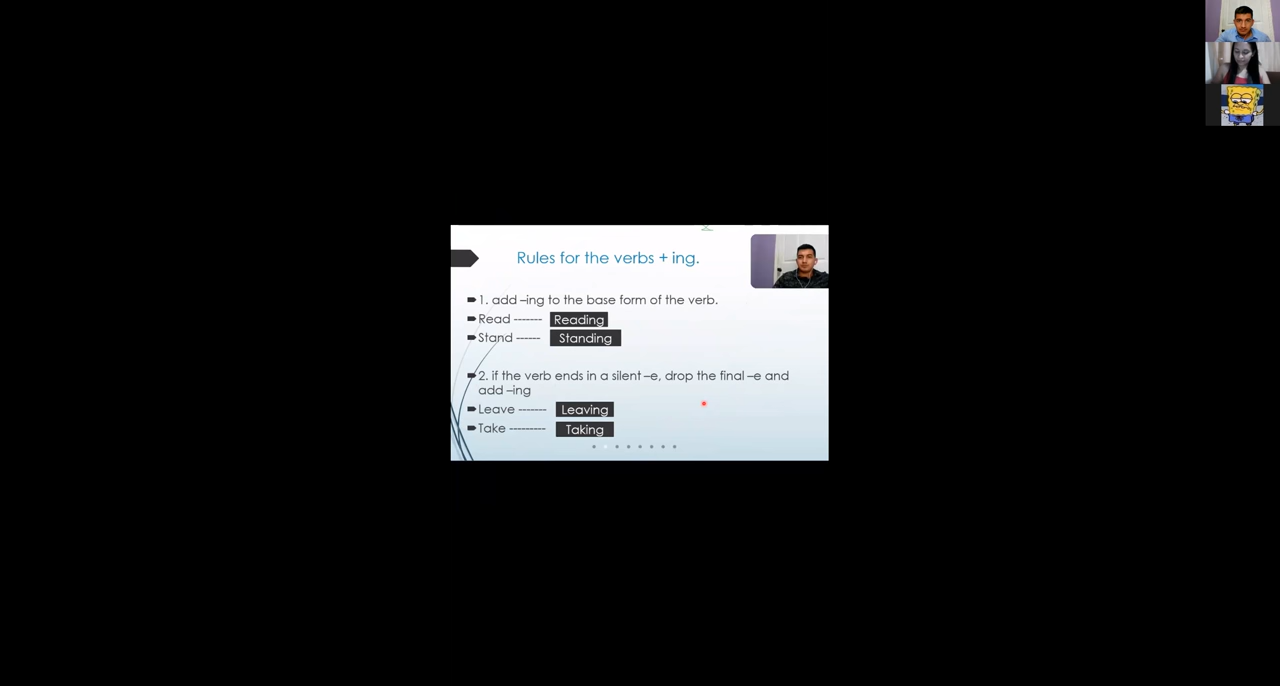 Rules for the verbs + ing.
1. add –ing to the base form of the verb.
Read ------- Reading
Stand ------ Standing
2. if the verb ends in a silent –e, drop the final –e and
add –ing
Leave ------- Leaving
Take --------- Taking